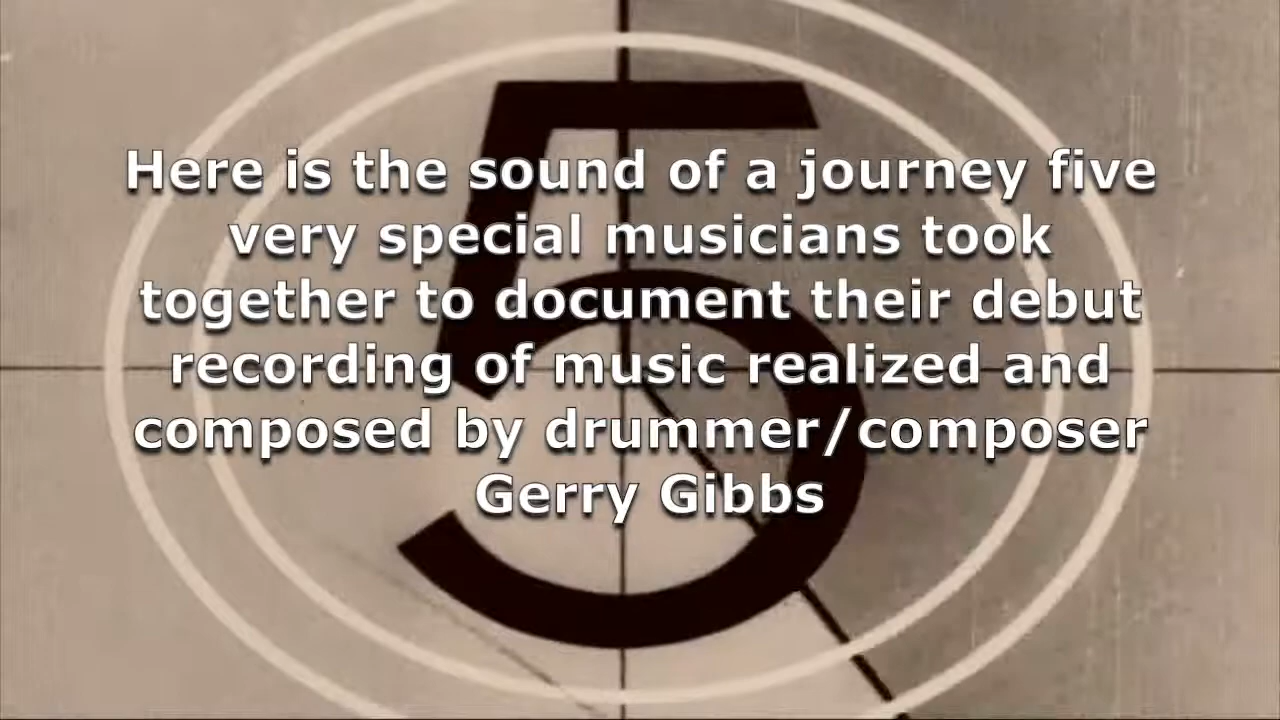 5
Here is the sound of a journey five
very special musicians took
together to document their debut
recording of music realized and
composed by drummer/composer
Gerry Gibbs